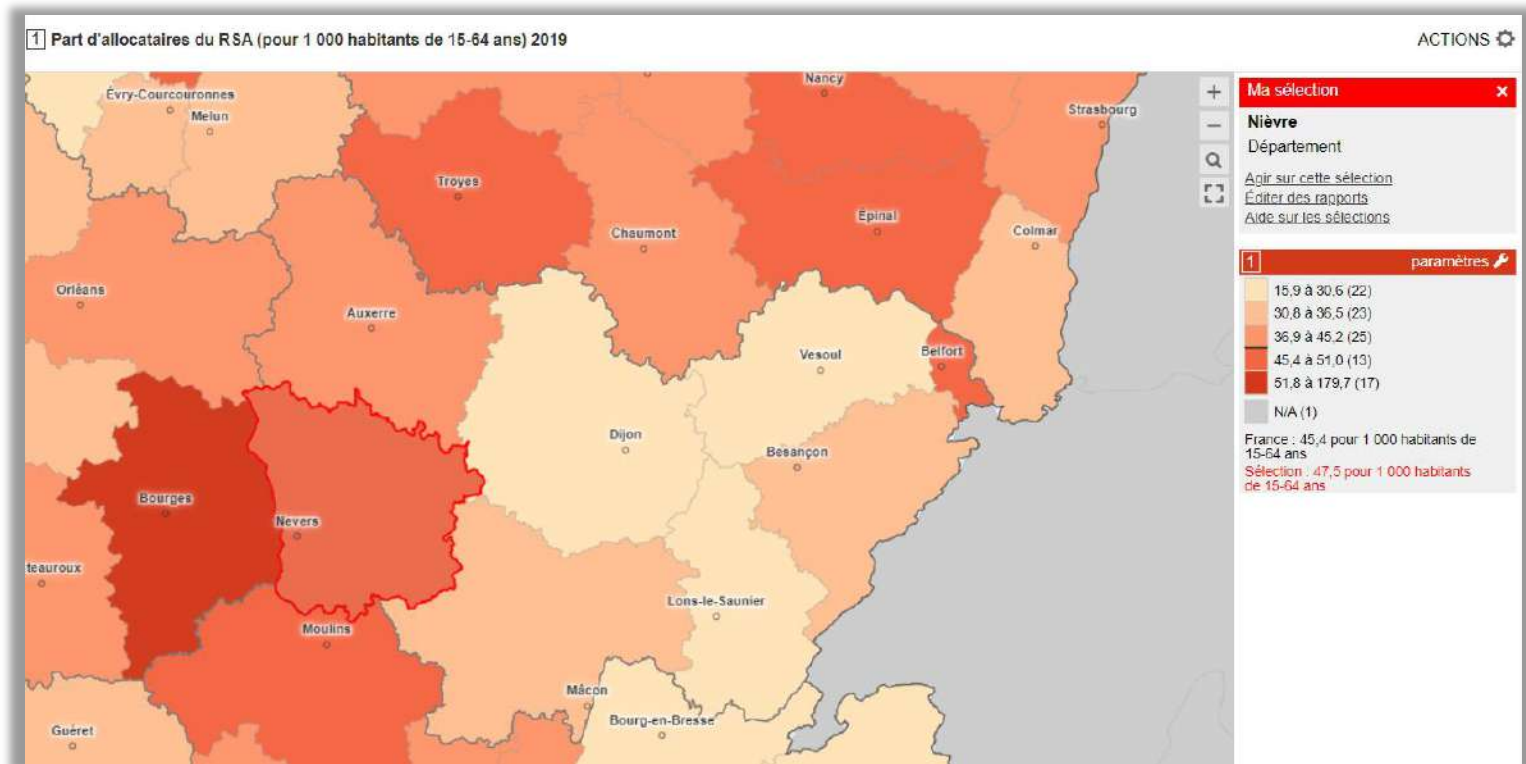 1 Part d'allocataires du RSA (pour 1 000 habitants de 15-64 ans) 2019
ACTIONS
Nancy
Évry-Courcouronnes
Melun
Strasbourg
Troyes
Épinal
Chaumont
Colmar
Orléans
Auxerre
Vesoul
Belfort
Dijon
Besançon
Bourges
Nevers
teauroux
Lons-le-Saunier
Moulins
Mâcon
Bourg-en-Bresse
Guéret
+
−
Ma sélection ×
Nièvre
Département
Agir sur cette sélection
Éditer des rapports
Aide sur les sélections
1 paramètres
15,9 à 30,6 (22)
30,8 à 36,5 (23)
36,9 à 45,2 (25)
45,4 à 51,0 (13)
51,8 à 179,7 (17)
N/A (1)
France : 45,4 pour 1 000 habitants de
15-64 ans
Sélection : 47,5 pour 1 000 habitants
de 15-64 ans